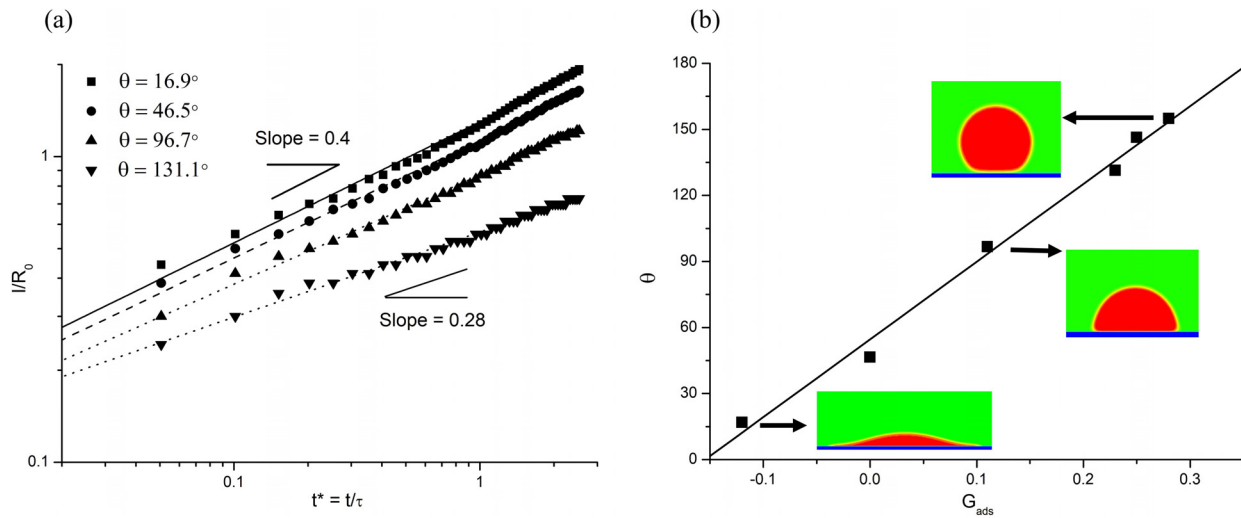 (a)
θ = 16.9°
θ = 46.5°
θ = 96.7°
θ = 131.1°
Slope = 0.4
Slope = 0.28
1
0.1
l/R₀
0.1
1
t* = t/τ
(b)
180
150
120
90
60
30
0
θ
-0.1
0.0
0.1
0.2
0.3
G_ads